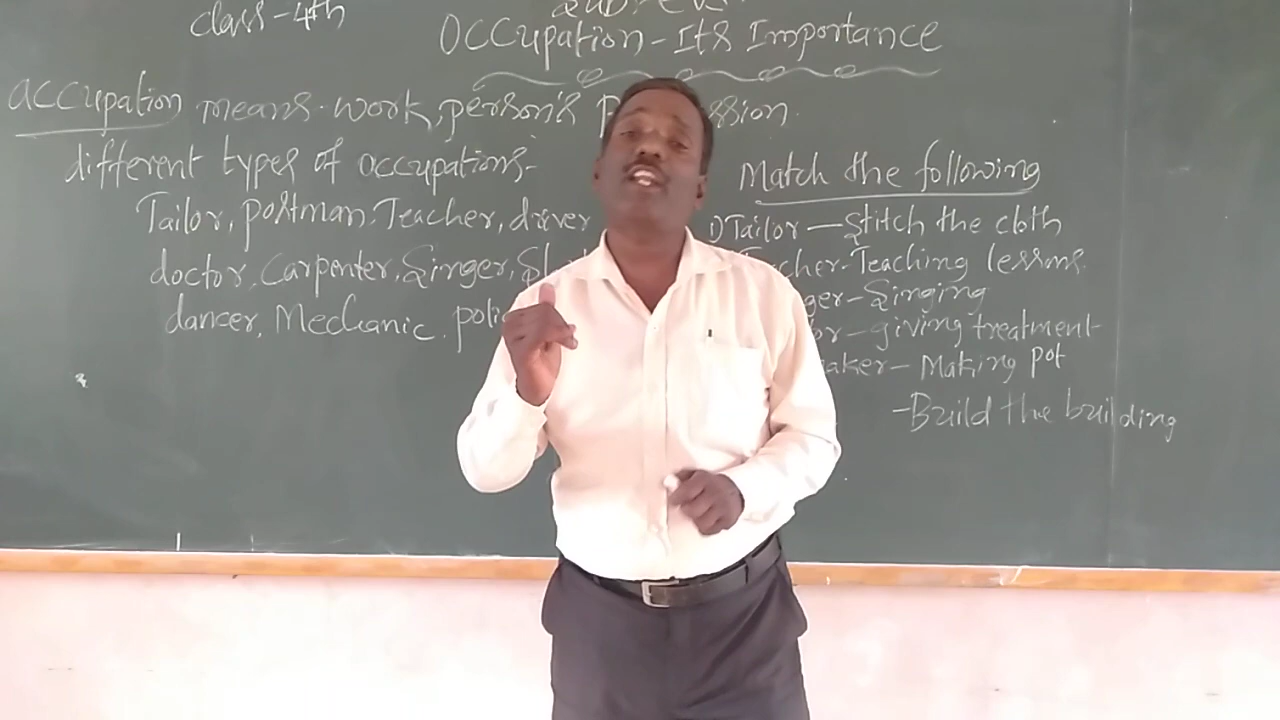 class-4th
Occupation-Its Importance
accupation means work, person's
different types of occupations-
Tailor, postman, Teacher, driver
doctor, carpenter, Singer,
dancer, Mechanic.
Match the following
1) Tailor — Stitch the cloth
-Teaching lessons
- Singing
- giving treatment
- Making pot
-Build the building